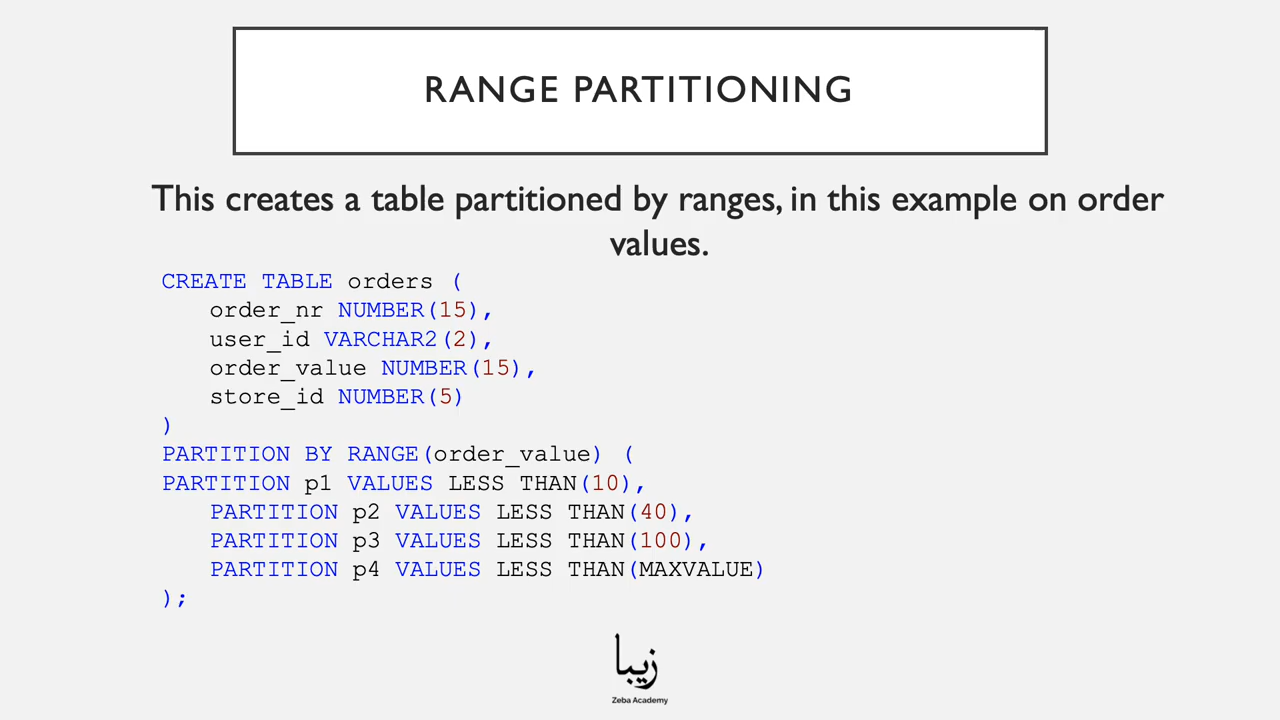 RANGE PARTITIONING
This creates a table partitioned by ranges, in this example on order
values.
CREATE TABLE orders (
order_nr NUMBER(15),
user_id VARCHAR2(2),
order_value NUMBER(15),
store_id NUMBER(5)
)
PARTITION BY RANGE(order_value) (
PARTITION p1 VALUES LESS THAN(10),
PARTITION p2 VALUES LESS THAN(40),
PARTITION p3 VALUES LESS THAN(100),
PARTITION p4 VALUES LESS THAN(MAXVALUE)
);
زيبا
Zeba Academy